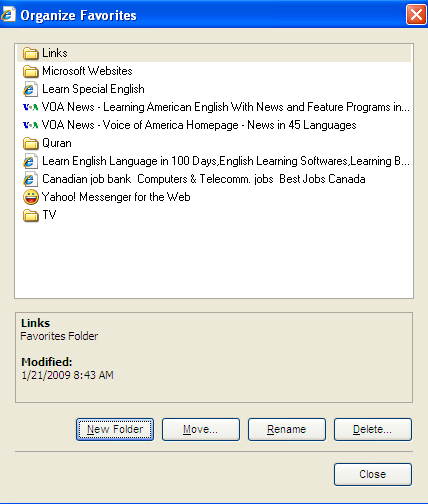 Organize Favorites
Links
Microsoft Websites
Learn Special English
VOA VOA News - Learning American English With News and Feature Programs in...
VOA VOA News - Voice of America Homepage - News in 45 Languages
Quran
Learn English Language in 100 Days,English Learning Softwares,Learning B...
Canadian job bank  Computers & Telecomm. jobs  Best Jobs Canada
Yahoo! Messenger for the Web
TV
Links
Favorites Folder
Modified:
1/21/2009 8:43 AM
New Folder Move... Rename Delete...
Close